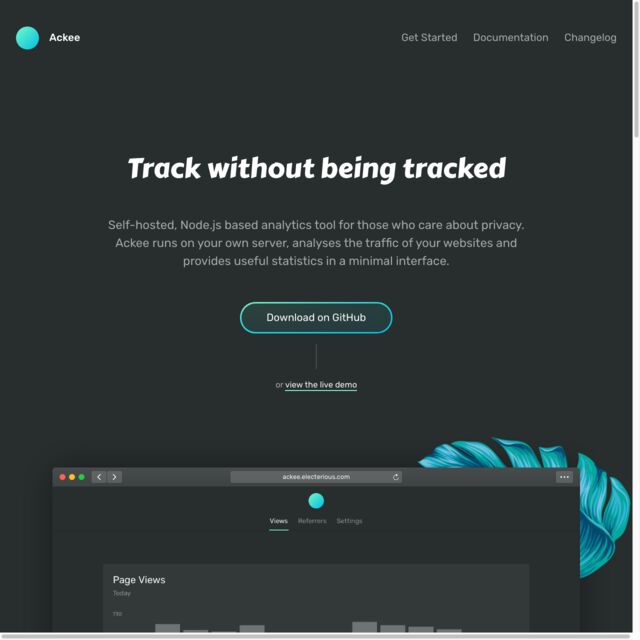 Ackee
Get Started
Documentation
Changelog
Track without being tracked
Self-hosted, Node.js based analytics tool for those who care about privacy.
Ackee runs on your own server, analyses the traffic of your websites and
provides useful statistics in a minimal interface.
Download on GitHub
or view the live demo
ackee.electerious.com
Views
Referrers
Settings
Page Views
Today